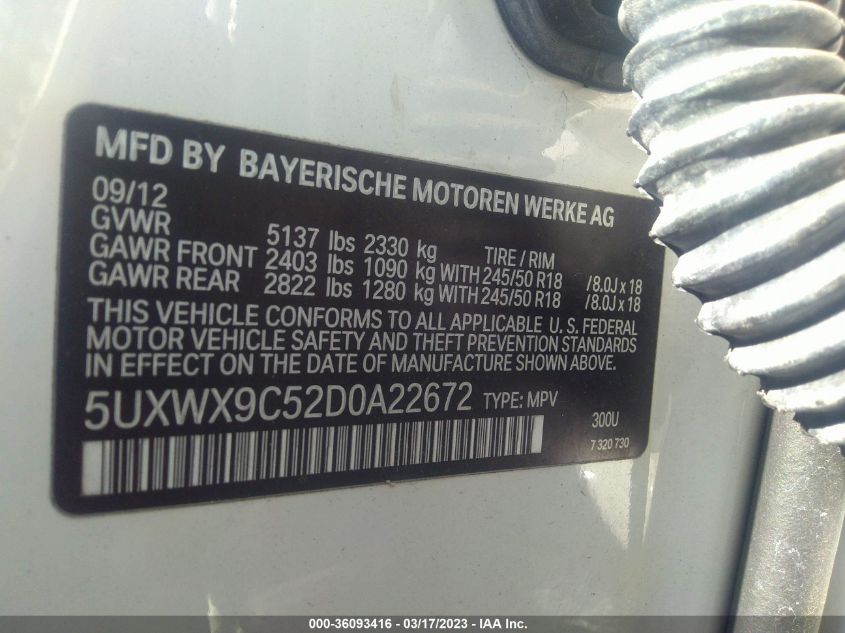 MFD BY BAYERISCHE MOTOREN WERKE AG
09/12
GVWR 5137 lbs 2330 kg TIRE / RIM
GAWR FRONT 2403 lbs 1090 kg WITH 245/50 R18 /8.0J x 18
GAWR REAR 2822 lbs 1280 kg WITH 245/50 R18 /8.0J x 18
THIS VEHICLE CONFORMS TO ALL APPLICABLE U. S. FEDERAL
MOTOR VEHICLE SAFETY AND THEFT PREVENTION STANDARDS
IN EFFECT ON THE DATE OF MANUFACTURE SHOWN ABOVE.
5UXWX9C52D0A22672 TYPE: MPV 300U
7 320 730
000-36093416 - 03/17/2023 - IAA Inc.